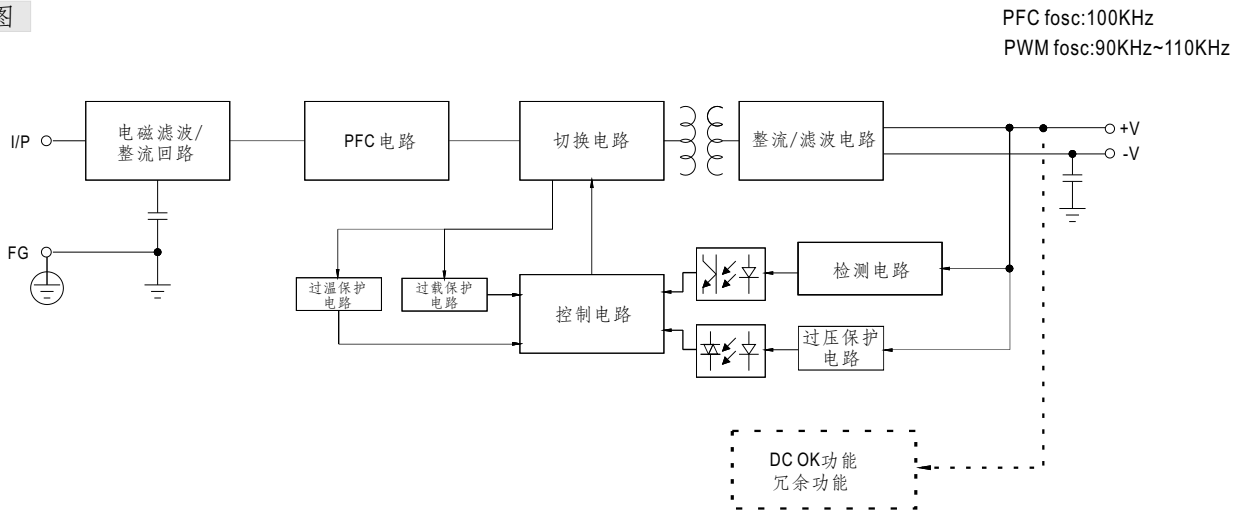 图
PFC fosc:100KHz
PWM fosc:90KHz~110KHz
I/P
电磁滤波/
整流回路
PFC 电路
切换电路
整流/滤波电路
+V
-V
FG
过温保护
电路
过载保护
电路
控制电路
检测电路
过压保护
电路
DC OK功能
冗余功能